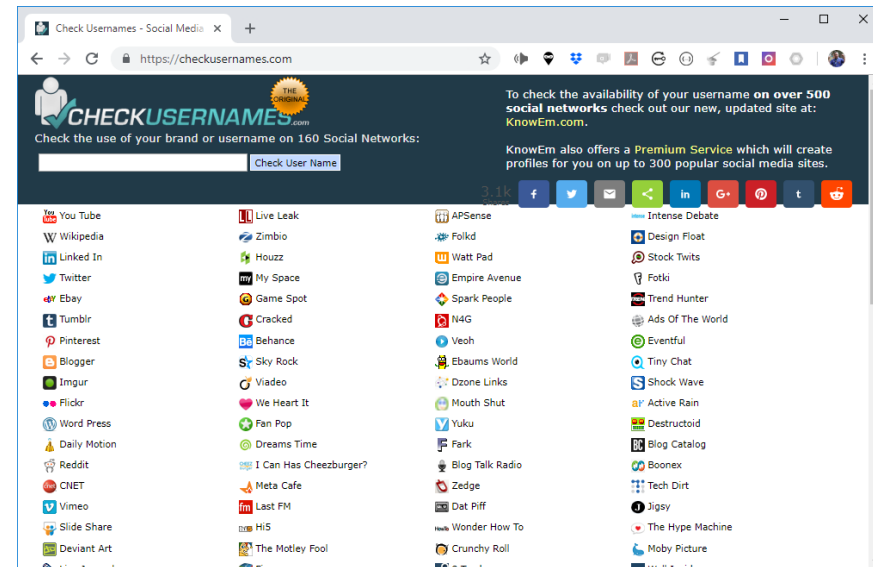 Check Usernames - Social Media
https://checkusernames.com
THE
ORIGINAL
CHECKUSERNAMES.com
Check the use of your brand or username on 160 Social Networks:
Check User Name
To check the availability of your username on over 500
social networks check out our new, updated site at:
KnowEm.com.
KnowEm also offers a Premium Service which will create
profiles for you on up to 300 popular social media sites.
3.1k
Shares
You Tube Live Leak APSense Intense Debate
Wikipedia Zimbio Folkd Design Float
Linked In Houzz Watt Pad Stock Twits
Twitter My Space Empire Avenue Fotki
Ebay Game Spot Spark People Trend Hunter
Tumblr Cracked N4G Ads Of The World
Pinterest Behance Veoh Eventful
Blogger Sky Rock Ebaums World Tiny Chat
Imgur Viadeo Dzone Links Shock Wave
Flickr We Heart It Mouth Shut Active Rain
Word Press Fan Pop Yuku Destructoid
Daily Motion Dreams Time Fark Blog Catalog
Reddit I Can Has Cheezburger? Blog Talk Radio Boonex
CNET Meta Cafe Zedge Tech Dirt
Vimeo Last FM Dat Piff Jigsy
Slide Share Hi5 Wonder How To The Hype Machine
Deviant Art The Motley Fool Crunchy Roll Moby Picture